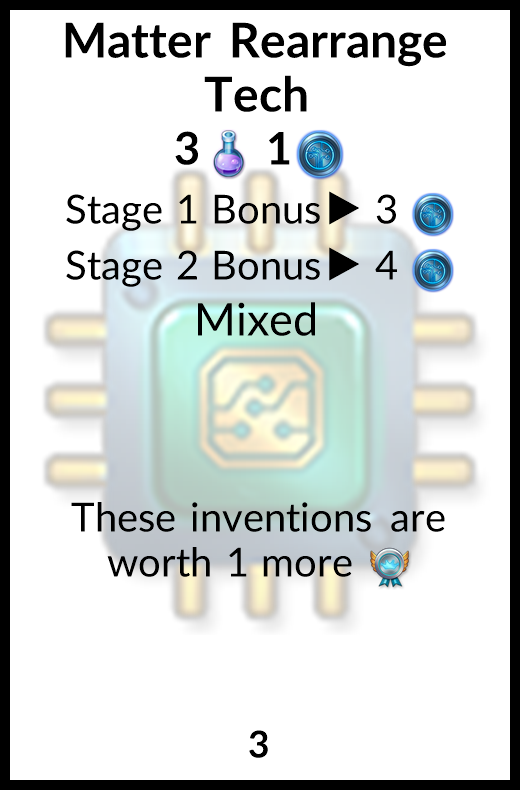 Matter Rearrange
Tech
3 1
Stage 1 Bonus▶ 3
Stage 2 Bonus▶ 4
Mixed
These inventions are
worth 1 more
3